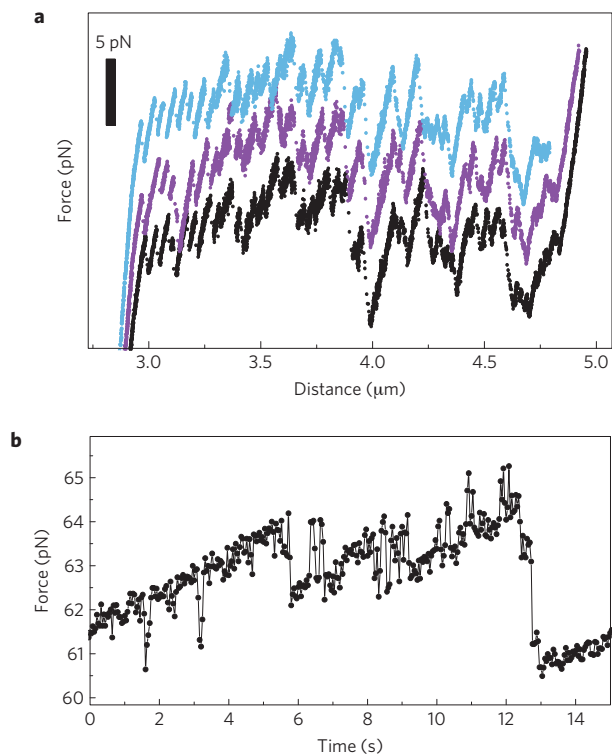 a
5 pN
Force (pN)
3.0 3.5 4.0 4.5 5.0
Distance (μm)
b
65
64
63
62
61
60
Force (pN)
0 2 4 6 8 10 12 14
Time (s)